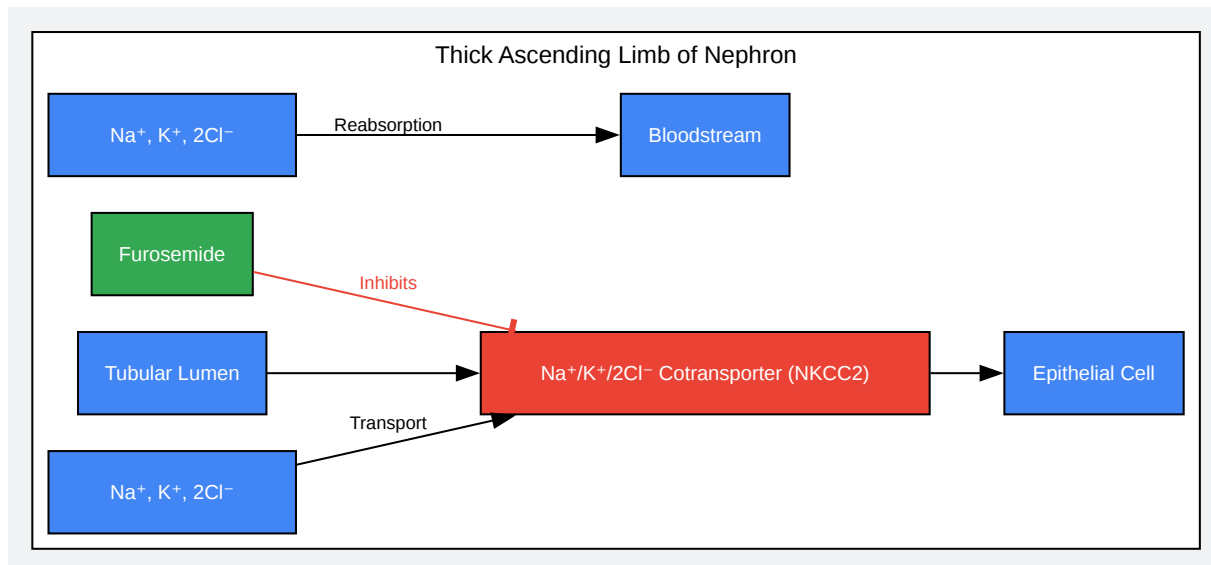 Thick Ascending Limb of Nephron
Na⁺, K⁺, 2Cl⁻
Reabsorption
Bloodstream
Furosemide
Inhibits
Tubular Lumen
Na⁺/K⁺/2Cl⁻ Cotransporter (NKCC2)
Epithelial Cell
Transport
Na⁺, K⁺, 2Cl⁻